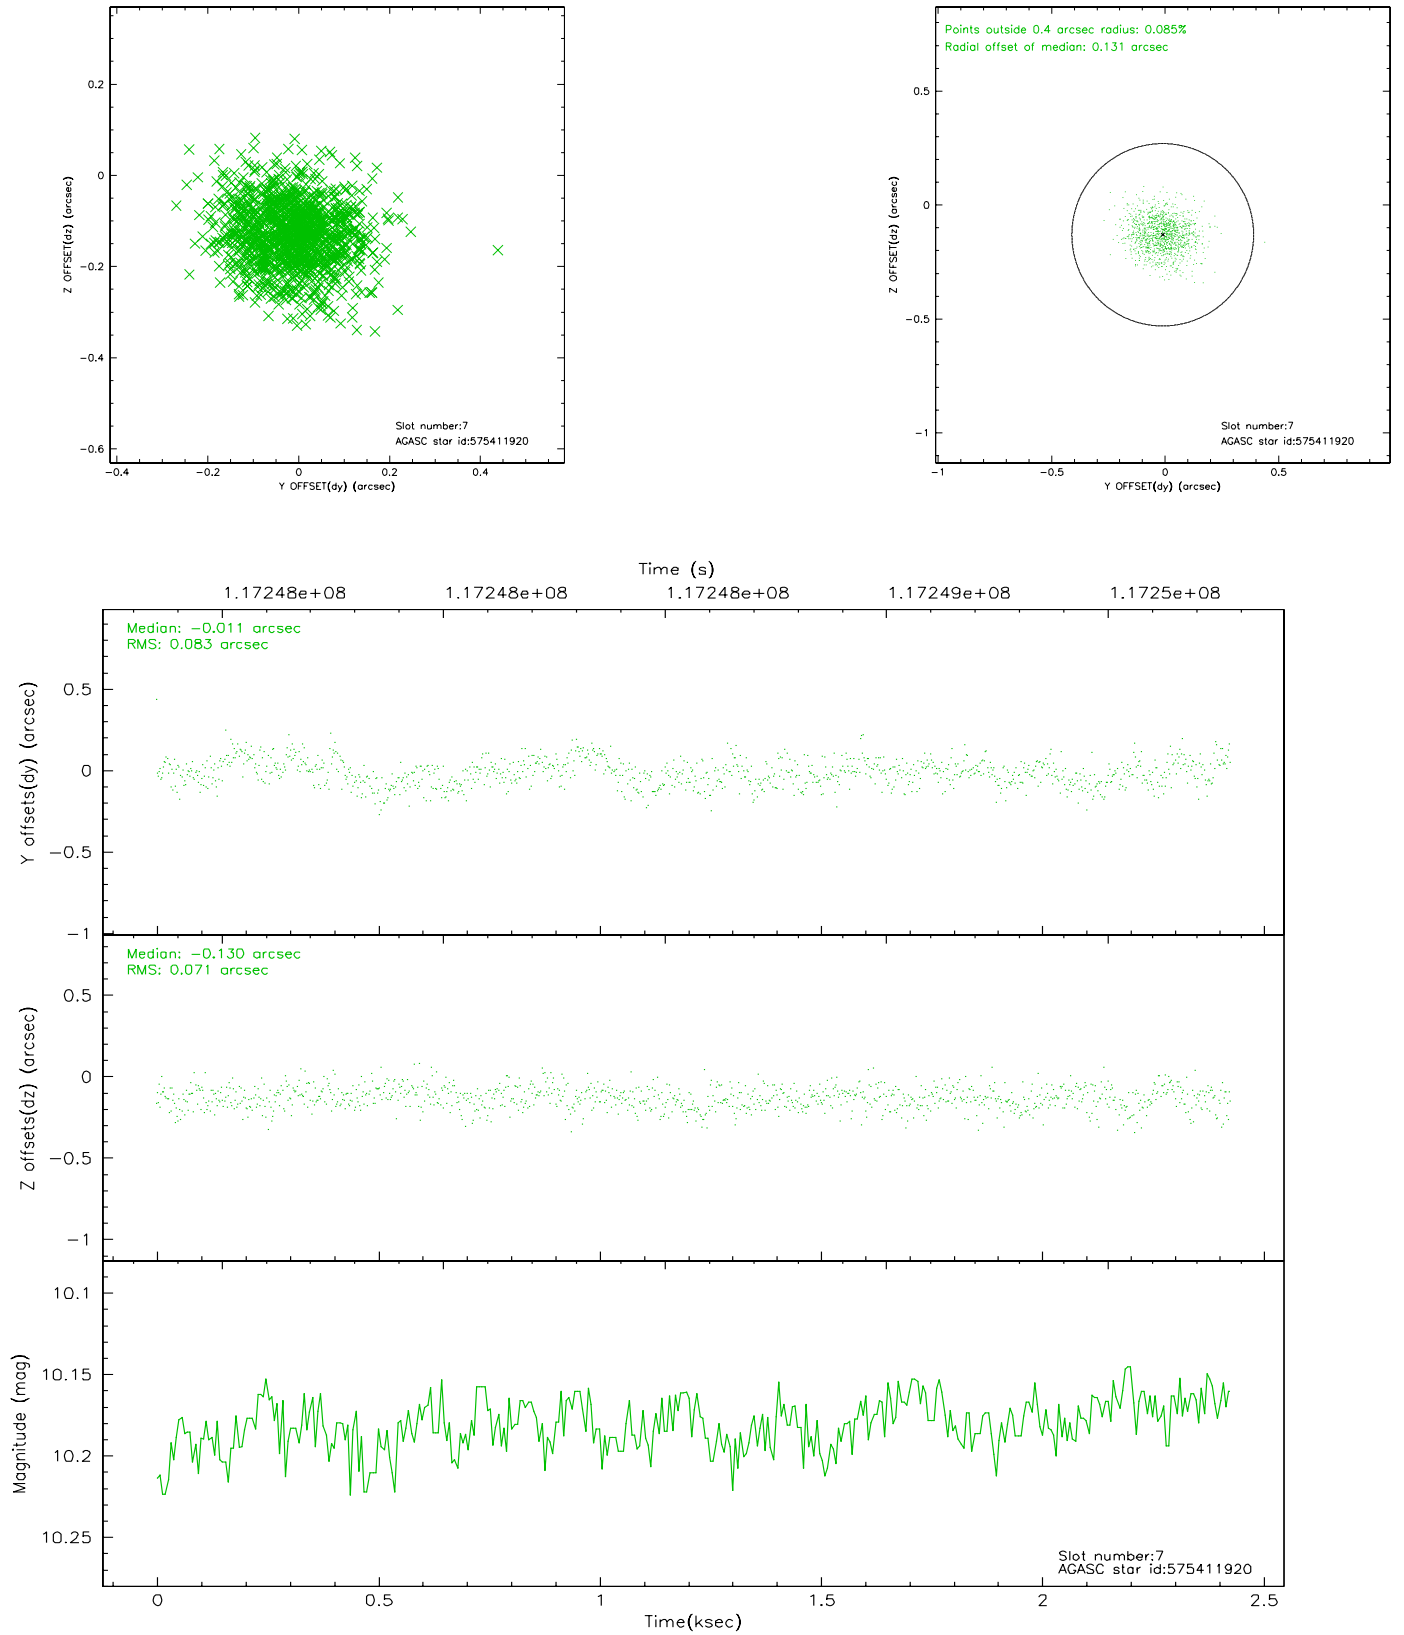 0.2
0
−0.2
−0.4
−0.6
Z OFFSET(dz) (arcsec)
Slot number:7
AGASC star id:575411920
−0.4 −0.2 0 0.2 0.4
Y OFFSET(dy) (arcsec)
Points outside 0.4 arcsec radius: 0.085%
Radial offset of median: 0.131 arcsec
0.5
0
−0.5
−1
Z OFFSET(dz) (arcsec)
Slot number:7
AGASC star id:575411920
−1 −0.5 0 0.5
Y OFFSET(dy) (arcsec)
Time (s)
1.17248e+08 1.17248e+08 1.17248e+08 1.17249e+08 1.1725e+08
Median: −0.011 arcsec
RMS: 0.083 arcsec
0.5
0
−0.5
−1
Y offsets(dy) (arcsec)
Median: −0.130 arcsec
RMS: 0.071 arcsec
0.5
0
−0.5
−1
Z offsets(dz) (arcsec)
10.1
10.15
10.2
10.25
Magnitude (mag)
Slot number:7
AGASC star id:575411920
0 0.5 1 1.5 2 2.5
Time(ksec)